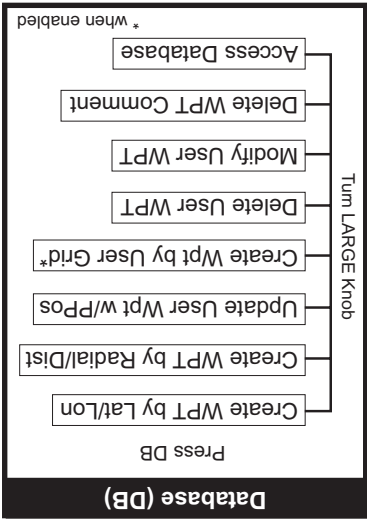 Database (DB)
Press DB
Create WPT by Lat/Lon
Create WPT by Radial/Dist
Update User Wpt w/PPos
Create Wpt by User Grid*
Delete User WPT
Modify User WPT
Delete WPT Comment
Access Database
Turn LARGE Knob
* when enabled